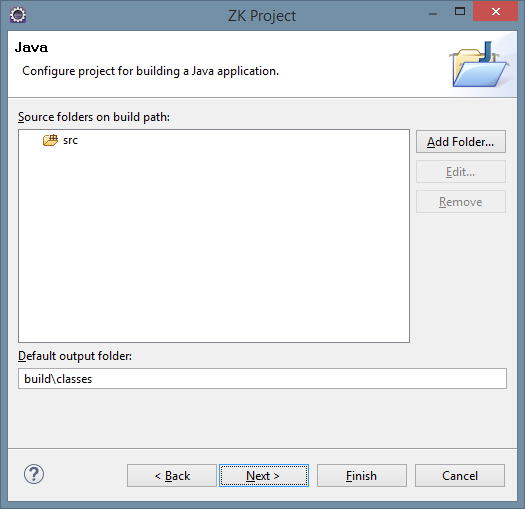 ZK Project
Java
Configure project for building a Java application.
Source folders on build path:
src
Add Folder...
Edit...
Remove
Default output folder:
build\classes
< Back
Next >
Finish
Cancel